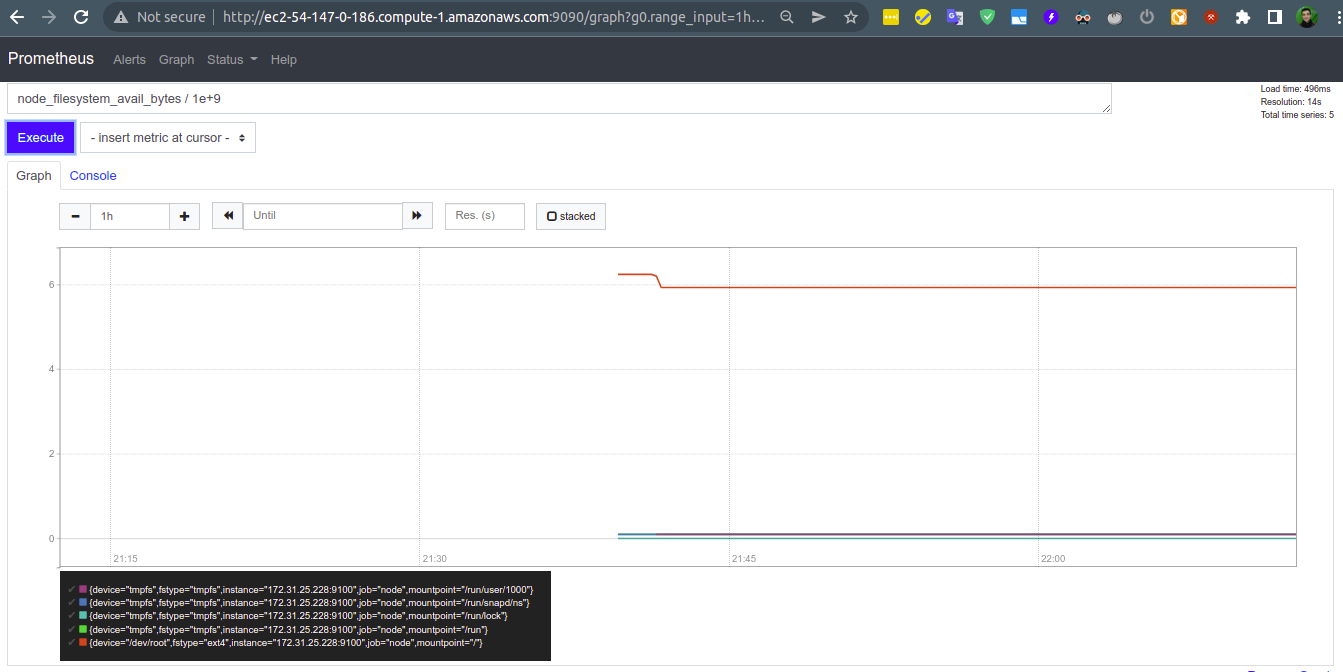 Not secure | http://ec2-54-147-0-186.compute-1.amazonaws.com:9090/graph?g0.range_input=1h...
Prometheus Alerts Graph Status Help
node_filesystem_avail_bytes / 1e+9
Load time: 496ms
Resolution: 14s
Total time series: 5
Execute - insert metric at cursor -
Graph Console
1h Until Res. (s) stacked
6
4
2
0
21:15 21:30 21:45 22:00
{device="tmpfs",fstype="tmpfs",instance="172.31.25.228:9100",job="node",mountpoint="/run/user/1000"}
{device="tmpfs",fstype="tmpfs",instance="172.31.25.228:9100",job="node",mountpoint="/run/snapd/ns"}
{device="tmpfs",fstype="tmpfs",instance="172.31.25.228:9100",job="node",mountpoint="/run/lock"}
{device="tmpfs",fstype="tmpfs",instance="172.31.25.228:9100",job="node",mountpoint="/run"}
{device="/dev/root",fstype="ext4",instance="172.31.25.228:9100",job="node",mountpoint="/"}